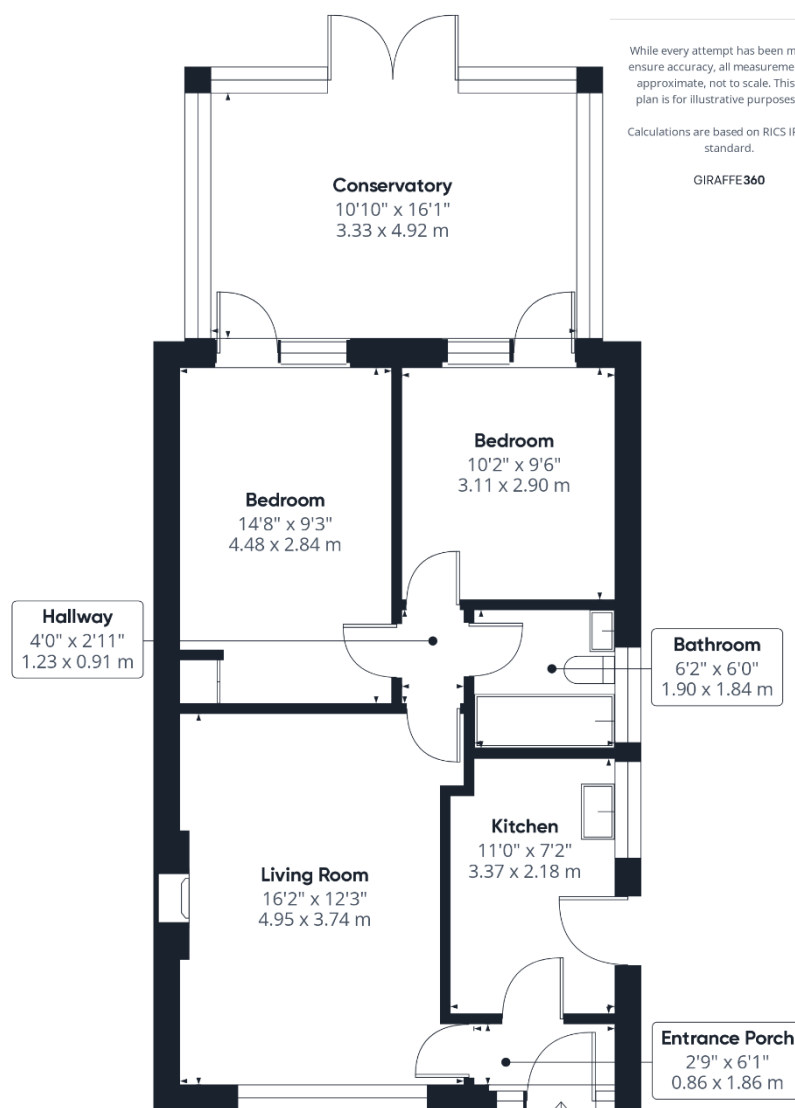 While every attempt has been m
ensure accuracy, all measureme
approximate, not to scale. This
plan is for illustrative purposes
Calculations are based on RICS IP
standard.
GIRAFFE360
Conservatory
10'10" x 16'1"
3.33 x 4.92 m
Bedroom
10'2" x 9'6"
3.11 x 2.90 m
Bedroom
14'8" x 9'3"
4.48 x 2.84 m
Hallway
4'0" x 2'11"
1.23 x 0.91 m
Bathroom
6'2" x 6'0"
1.90 x 1.84 m
Kitchen
11'0" x 7'2"
3.37 x 2.18 m
Living Room
16'2" x 12'3"
4.95 x 3.74 m
Entrance Porch
2'9" x 6'1"
0.86 x 1.86 m